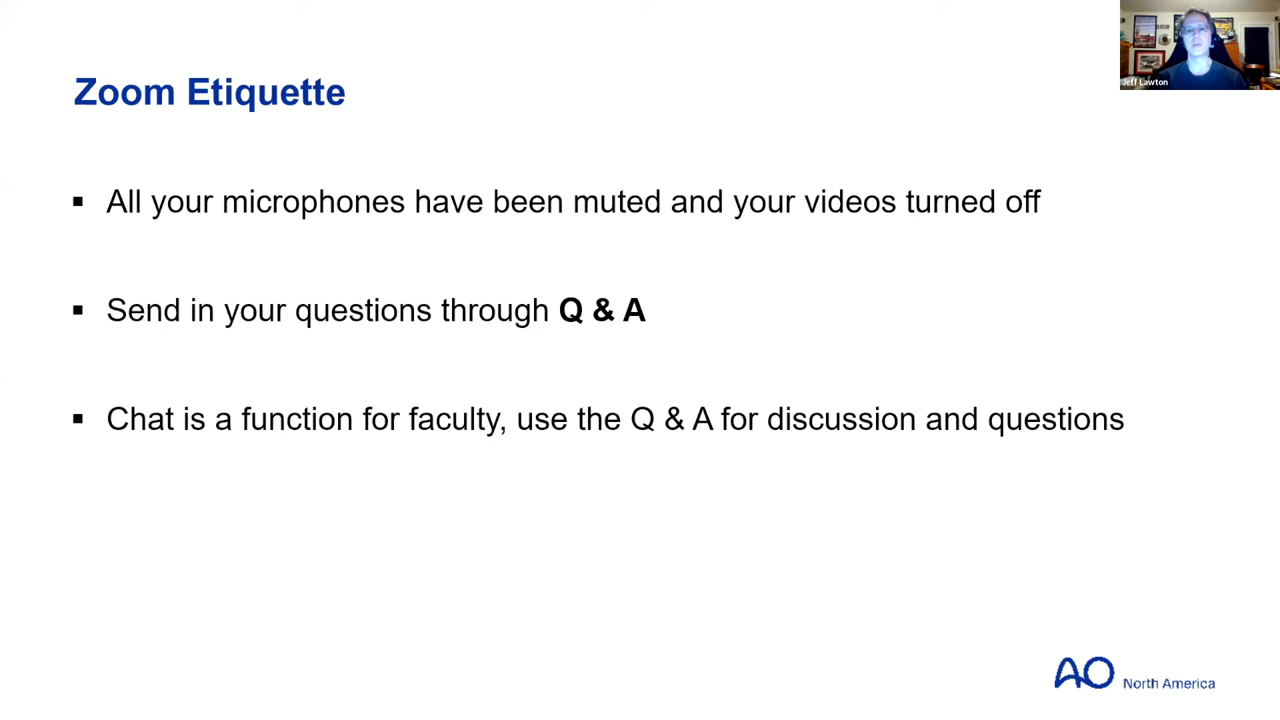 Jeff Lawton
Zoom Etiquette
All your microphones have been muted and your videos turned off
Send in your questions through Q & A
Chat is a function for faculty, use the Q & A for discussion and questions
AO North America